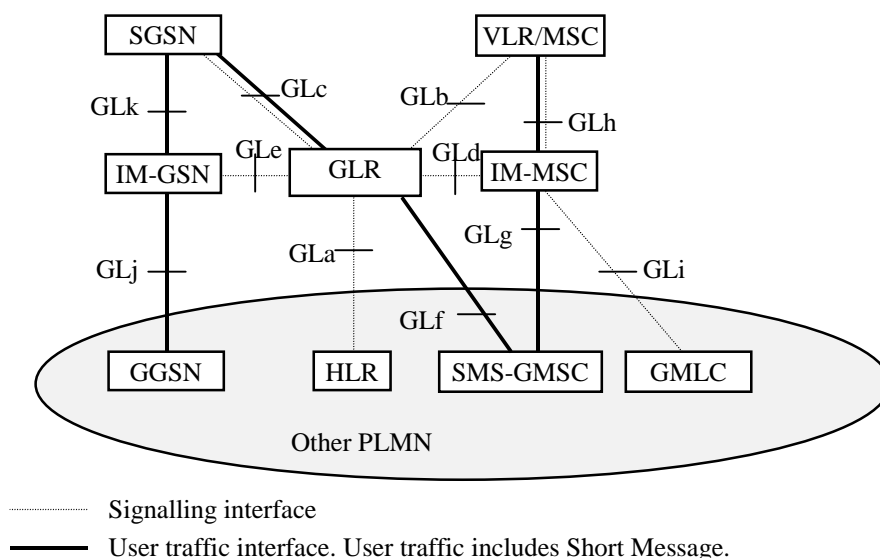 SGSN
VLR/MSC
GLk
GLc
GLb
GLh
IM-GSN
GLe
GLR
GLd
IM-MSC
GLj
GLa
GLg
GLi
GLf
GGSN
HLR
SMS-GMSC
GMLC
Other PLMN
Signalling interface
User traffic interface. User traffic includes Short Message.